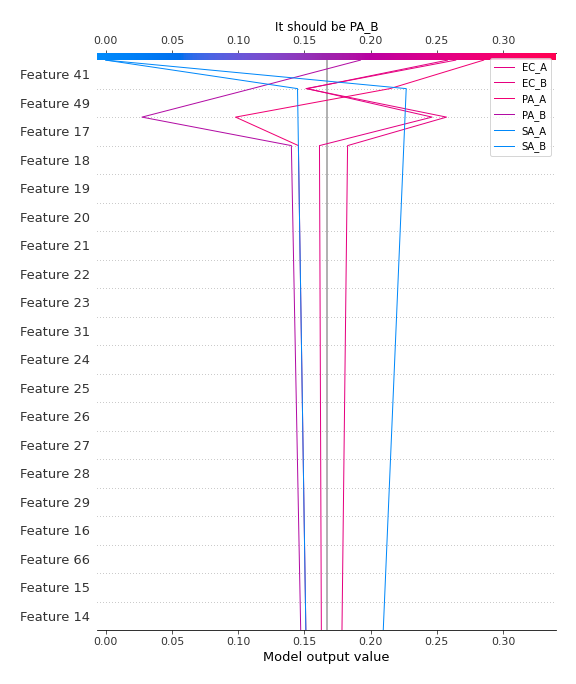 It should be PA_B
0.00 0.05 0.10 0.15 0.20 0.25 0.30
EC_A
EC_B
PA_A
PA_B
SA_A
SA_B
Feature 41
Feature 49
Feature 17
Feature 18
Feature 19
Feature 20
Feature 21
Feature 22
Feature 23
Feature 31
Feature 24
Feature 25
Feature 26
Feature 27
Feature 28
Feature 29
Feature 16
Feature 66
Feature 15
Feature 14
0.00 0.05 0.10 0.15 0.20 0.25 0.30
Model output value